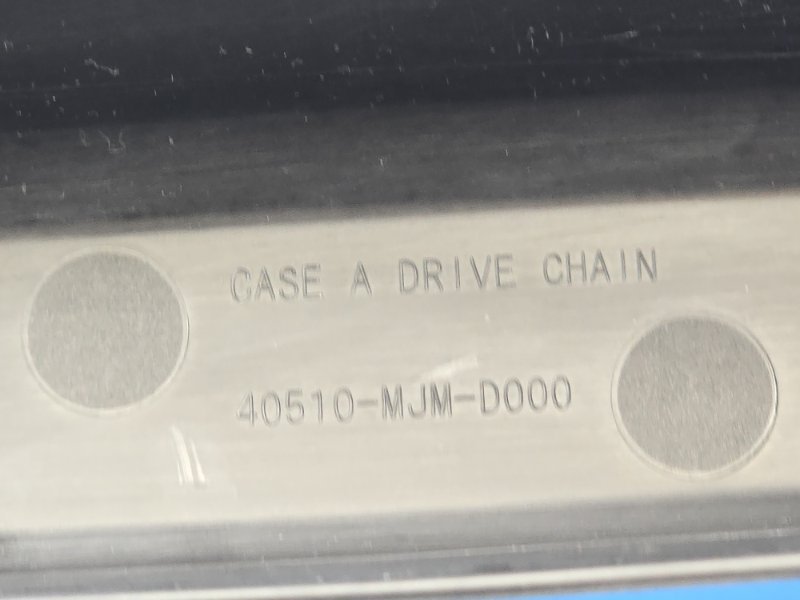 CASE A DRIVE CHAIN
40510-MJM-D000